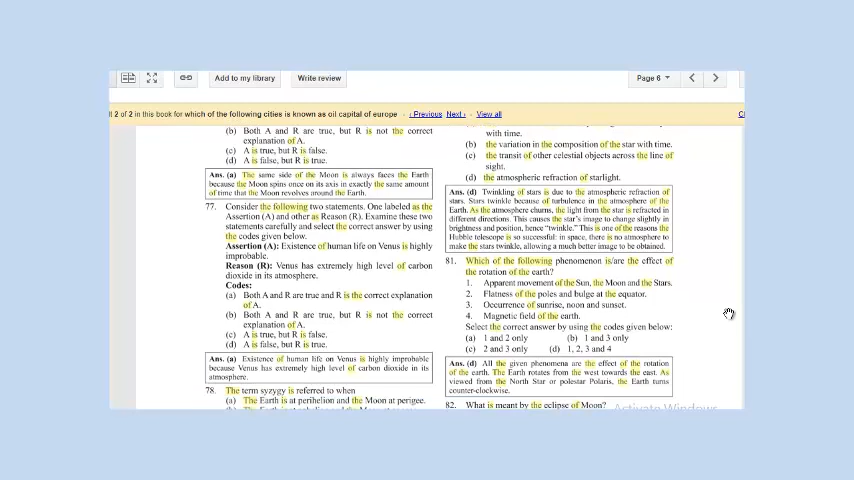 Add to my library
Write review
Page 6
2 of 2 in this book for which of the following cities is known as oil capital of europe - ‹ Previous Next › - View all
(b) Both A and R are true, but R is not the correct
explanation of A.
(c) A is true, but R is false.
(d) A is false, but R is true.
Ans. (a) The same side of the Moon is always faces the Earth
because the Moon spins once on its axis in exactly the same amount
of time that the Moon revolves around the Earth.
77. Consider the following two statements. One labeled as the
Assertion (A) and other as Reason (R). Examine these two
statements carefully and select the correct answer by using
the codes given below.
Assertion (A): Existence of human life on Venus is highly
improbable.
Reason (R): Venus has extremely high level of carbon
dioxide in its atmosphere.
Codes:
(a) Both A and R are true and R is the correct explanation
of A.
(b) Both A and R are true, but R is not the correct
explanation of A.
(c) A is true, but R is false.
(d) A is false, but R is true.
Ans. (a) Existence of human life on Venus is highly improbable
because Venus has extremely high level of carbon dioxide in its
atmosphere.
78. The term syzygy is referred to when
(a) The Earth is at perihelion and the Moon at perigee.
with time.
(b) the variation in the composition of the star with time.
(c) the transit of other celestial objects across the line of
sight.
(d) the atmospheric refraction of starlight.
Ans. (d) Twinkling of stars is due to the atmospheric refraction of
stars. Stars twinkle because of turbulence in the atmosphere of the
Earth. As the atmosphere churns, the light from the star is refracted in
different directions. This causes the star's image to change slightly in
brightness and position, hence "twinkle." This is one of the reasons the
Hubble telescope is so successful: in space, there is no atmosphere to
make the stars twinkle, allowing a much better image to be obtained.
81. Which of the following phenomenon is/are the effect of
the rotation of the earth?
1. Apparent movement of the Sun, the Moon and the Stars.
2. Flatness of the poles and bulge at the equator.
3. Occurrence of sunrise, noon and sunset.
4. Magnetic field of the earth.
Select the correct answer by using the codes given below:
(a) 1 and 2 only (b) 1 and 3 only
(c) 2 and 3 only (d) 1, 2, 3 and 4
Ans. (d) All the given phenomena are the effect of the rotation
of the earth. The Earth rotates from the west towards the east. As
viewed from the North Star or polestar Polaris, the Earth turns
counter-clockwise.
82. What is meant by the eclipse of Moon?
Activate Windows